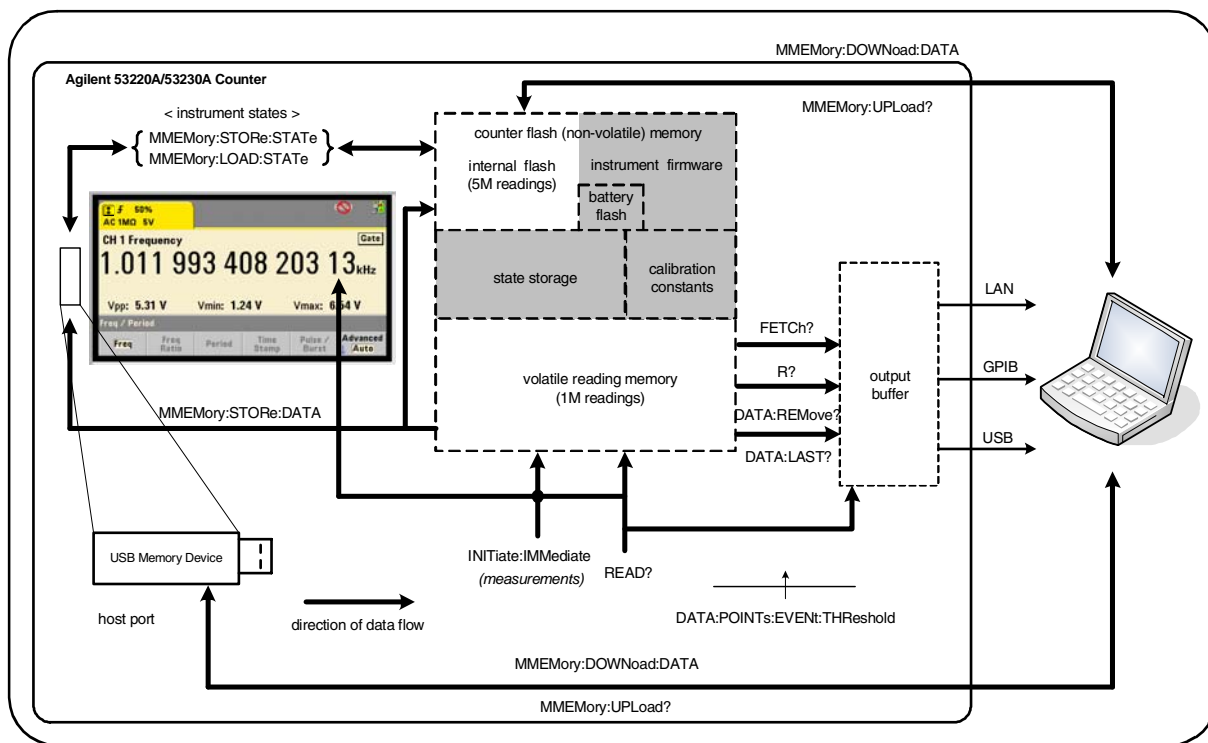 MMEMory:DOWNoad:DATA
Agilent 53220A/53230A Counter
MMEMory:UPLoad?
< instrument states >
MMEMory:STORe:STATe
MMEMory:LOAD:STATe
counter flash (non-volatile) memory
internal flash
(5M readings)
instrument firmware
battery
flash
state storage
calibration
constants
50%
AC 1MΩ 5V
CH 1 Frequency
Gate
1.011 993 408 203 13kHz
Vpp: 5.31 V Vmin: 1.24 V Vmax: 6.54 V
Freq / Period
Freq
Freq
Ratio
Period
Time
Stamp
Pulse /
Burst
Advanced
Auto
volatile reading memory
(1M readings)
MMEMory:STORe:DATA
FETCh?
R?
DATA:REMove?
DATA:LAST?
output
buffer
LAN
GPIB
USB
USB Memory Device
host port
direction of data flow
INITiate:IMMediate
(measurements)
READ?
DATA:POINTs:EVENt:THReshold
MMEMory:DOWNoad:DATA
MMEMory:UPLoad?